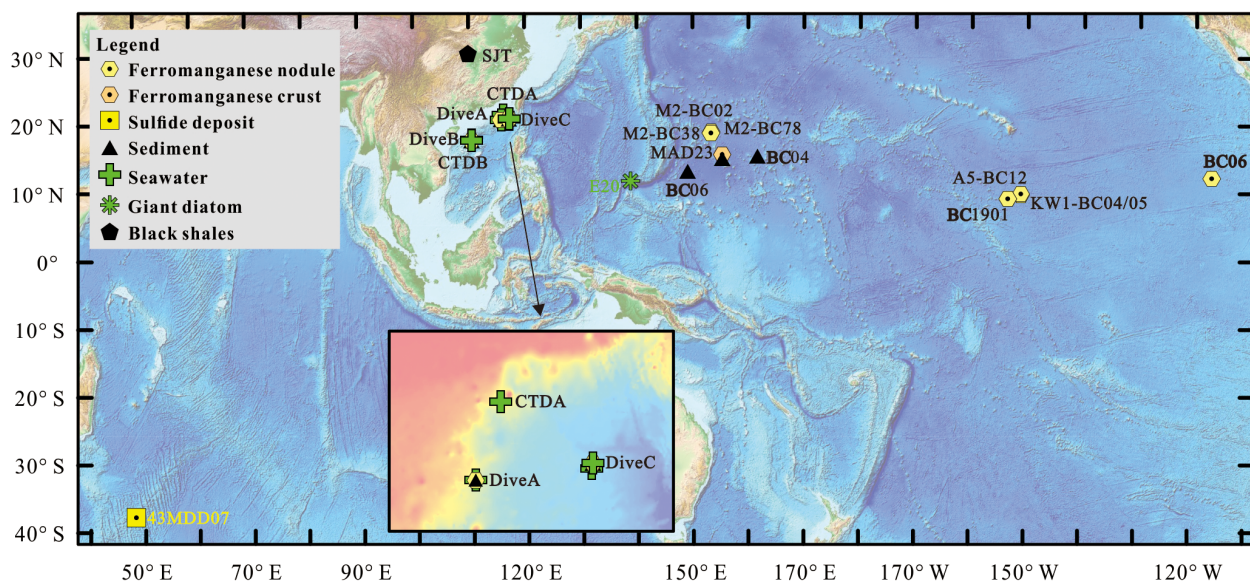 Legend
Ferromanganese nodule
Ferromanganese crust
Sulfide deposit
Sediment
Seawater
Giant diatom
Black shales
30° N
20° N
10° N
0°
10° S
20° S
30° S
40° S
SJT
CTDA
DiveA
DiveC
DiveB
CTDB
M2-BC02
M2-BC38
M2-BC78
MAD23
BC04
E20
BC06
BC06
A5-BC12
KW1-BC04/05
BC1901
CTDA
DiveC
DiveA
43MDD07
50° E
70° E
90° E
120° E
150° E
170° E
170° W
150° W
120° W